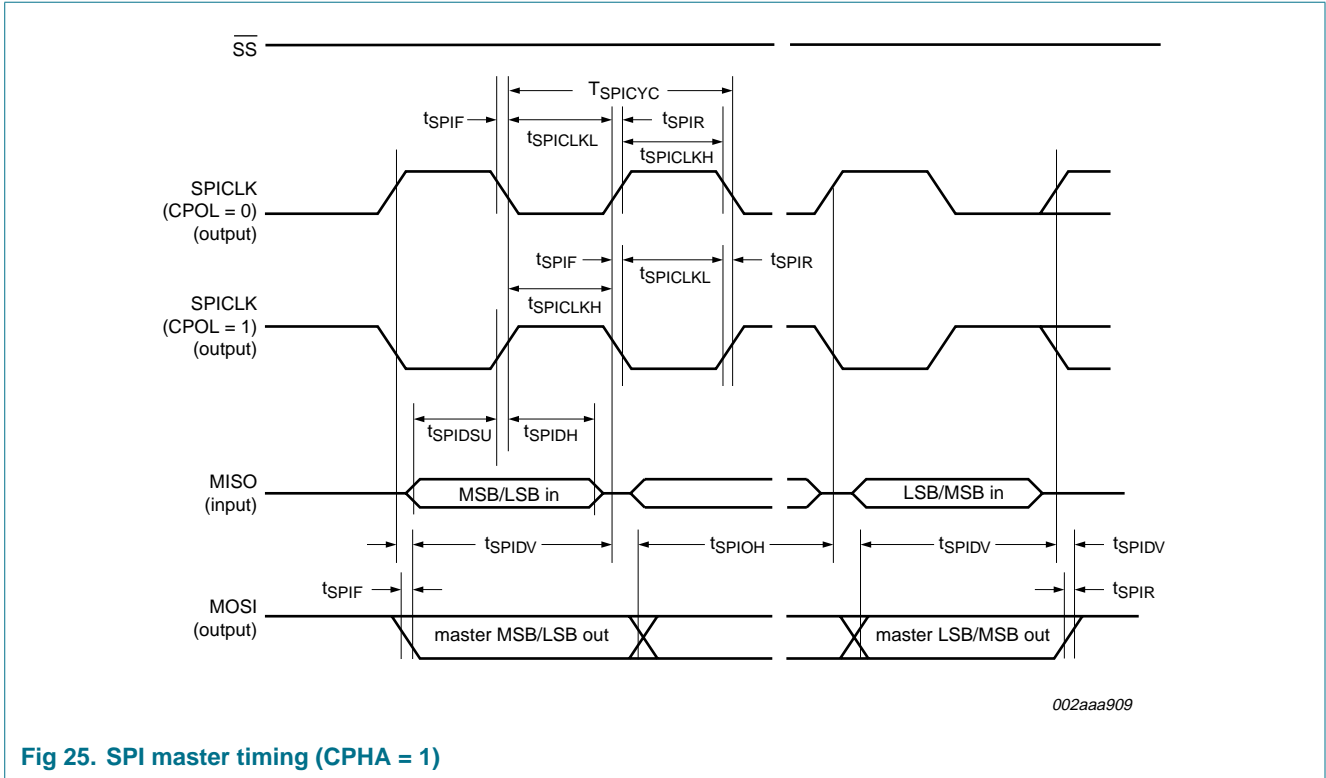 SS
TSPICYC
tSPIF
tSPICLKL
tSPIR
tSPICLKH
SPICLK
(CPOL = 0)
(output)
tSPIF
tSPICLKL
tSPIR
tSPICLKH
SPICLK
(CPOL = 1)
(output)
tSPIDSU
tSPIDH
MISO
(input)
MSB/LSB in
LSB/MSB in
tSPIDV
tSPIOH
tSPIDV
tSPIDV
tSPIF
tSPIR
MOSI
(output)
master MSB/LSB out
master LSB/MSB out
002aaa909
Fig 25. SPI master timing (CPHA = 1)